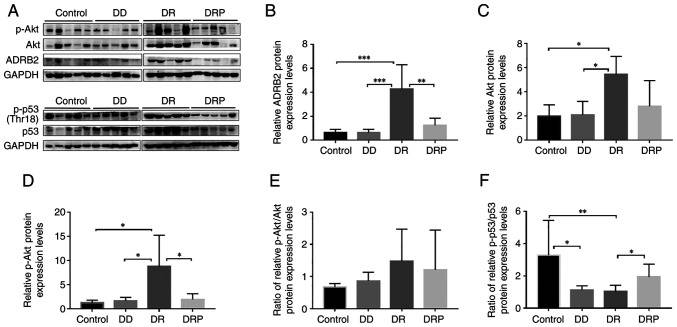 A
Control DD DR DRP
p-Akt
Akt
ADRB2
GAPDH
Control DD DR DRP
p-p53
(Thr18)
p53
GAPDH
B
Relative ADRB2 protein
expression levels
8
6
4
2
0
***
***
**
Control DD DR DRP
C
Relative Akt protein
expression levels
8
6
4
2
0
*
*
Control DD DR DRP
D
Relative p-Akt protein
expression levels
20
15
10
5
0
*
*
*
Control DD DR DRP
E
Ratio of relative p-Akt/Akt
protein expression levels
4
3
2
1
0
Control DD DR DRP
F
Ratio of relative p-p53/p53
protein expression levels
8
6
4
2
0
**
*
*
Control DD DR DRP